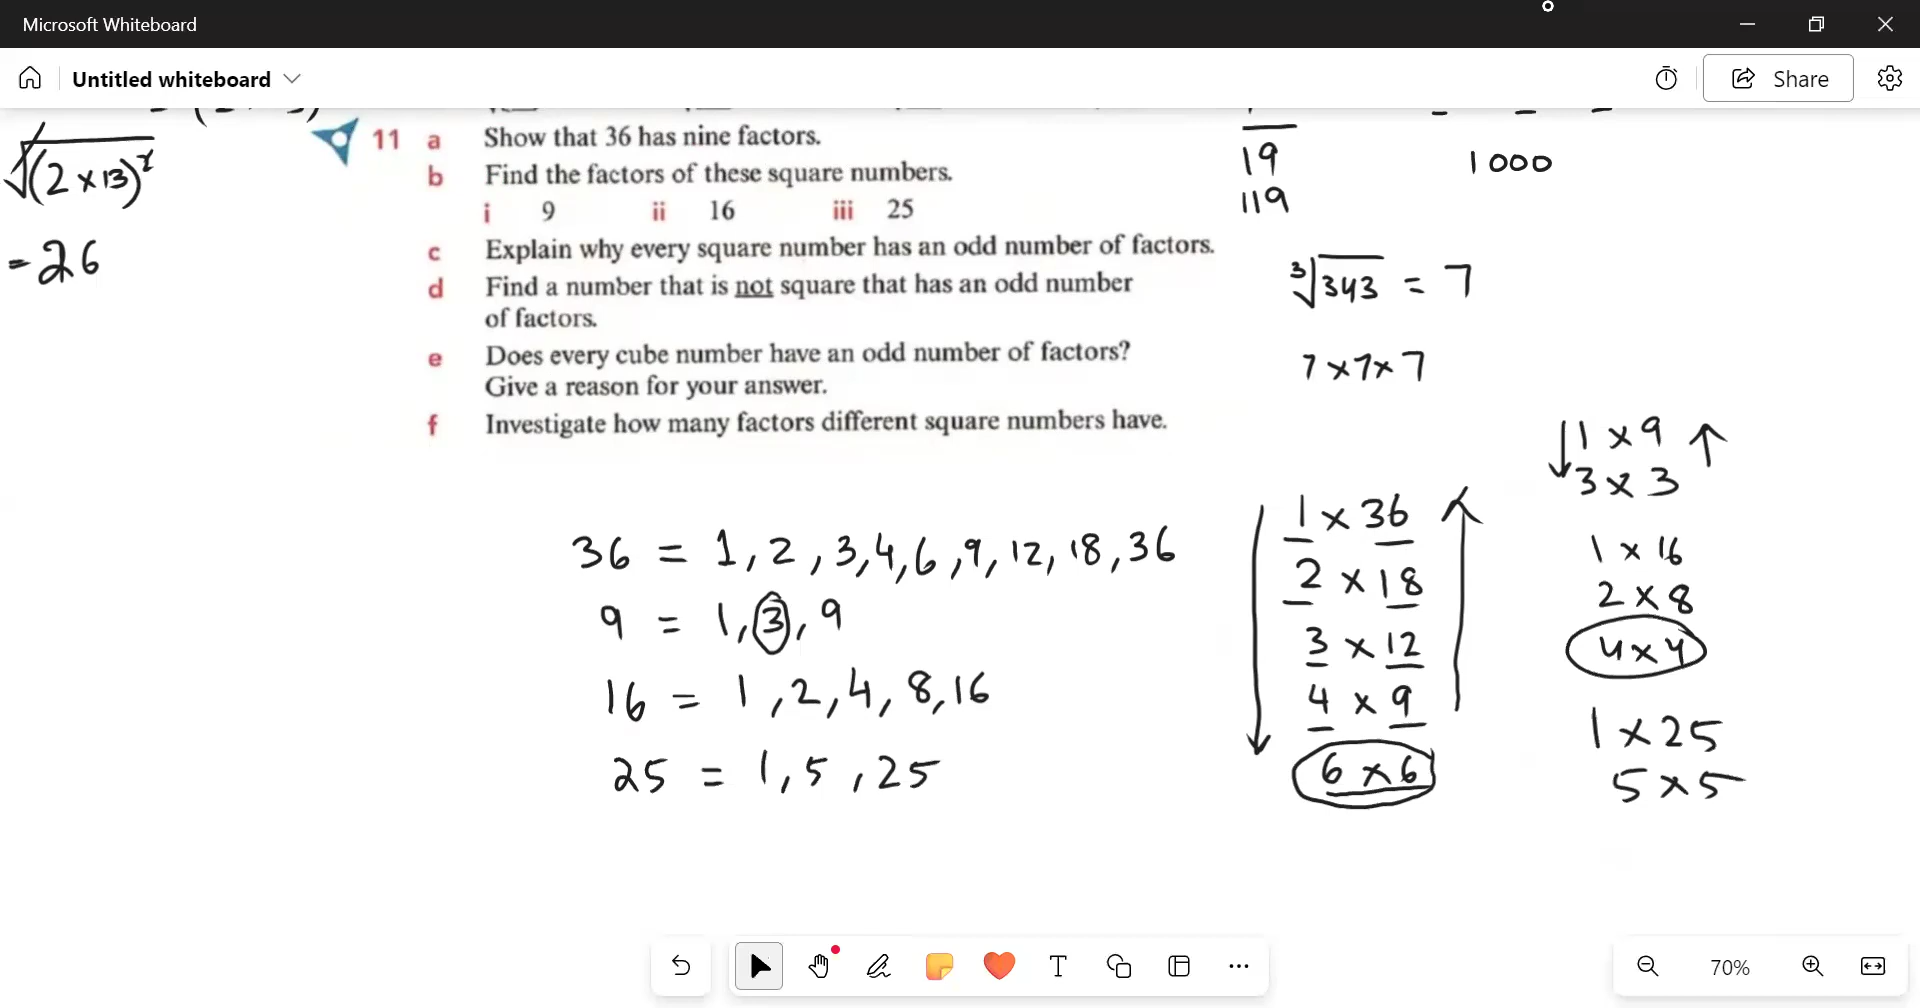 Microsoft Whiteboard
Untitled whiteboard
Share
√(2 × 13)²
= 26
11 a Show that 36 has nine factors.
b Find the factors of these square numbers.
i 9 ii 16 iii 25
c Explain why every square number has an odd number of factors.
d Find a number that is not square that has an odd number
of factors.
e Does every cube number have an odd number of factors?
Give a reason for your answer.
f Investigate how many factors different square numbers have.
36 = 1, 2, 3, 4, 6, 9, 12, 18, 36
9 = 1, 3, 9
16 = 1, 2, 4, 8, 16
25 = 1, 5, 25
19
119
1000
∛343 = 7
7 × 7 × 7
1 × 36
2 × 18
3 × 12
4 × 9
6 × 6
1 × 9
3 × 3
1 × 16
2 × 8
4 × 4
1 × 25
5 × 5
70%